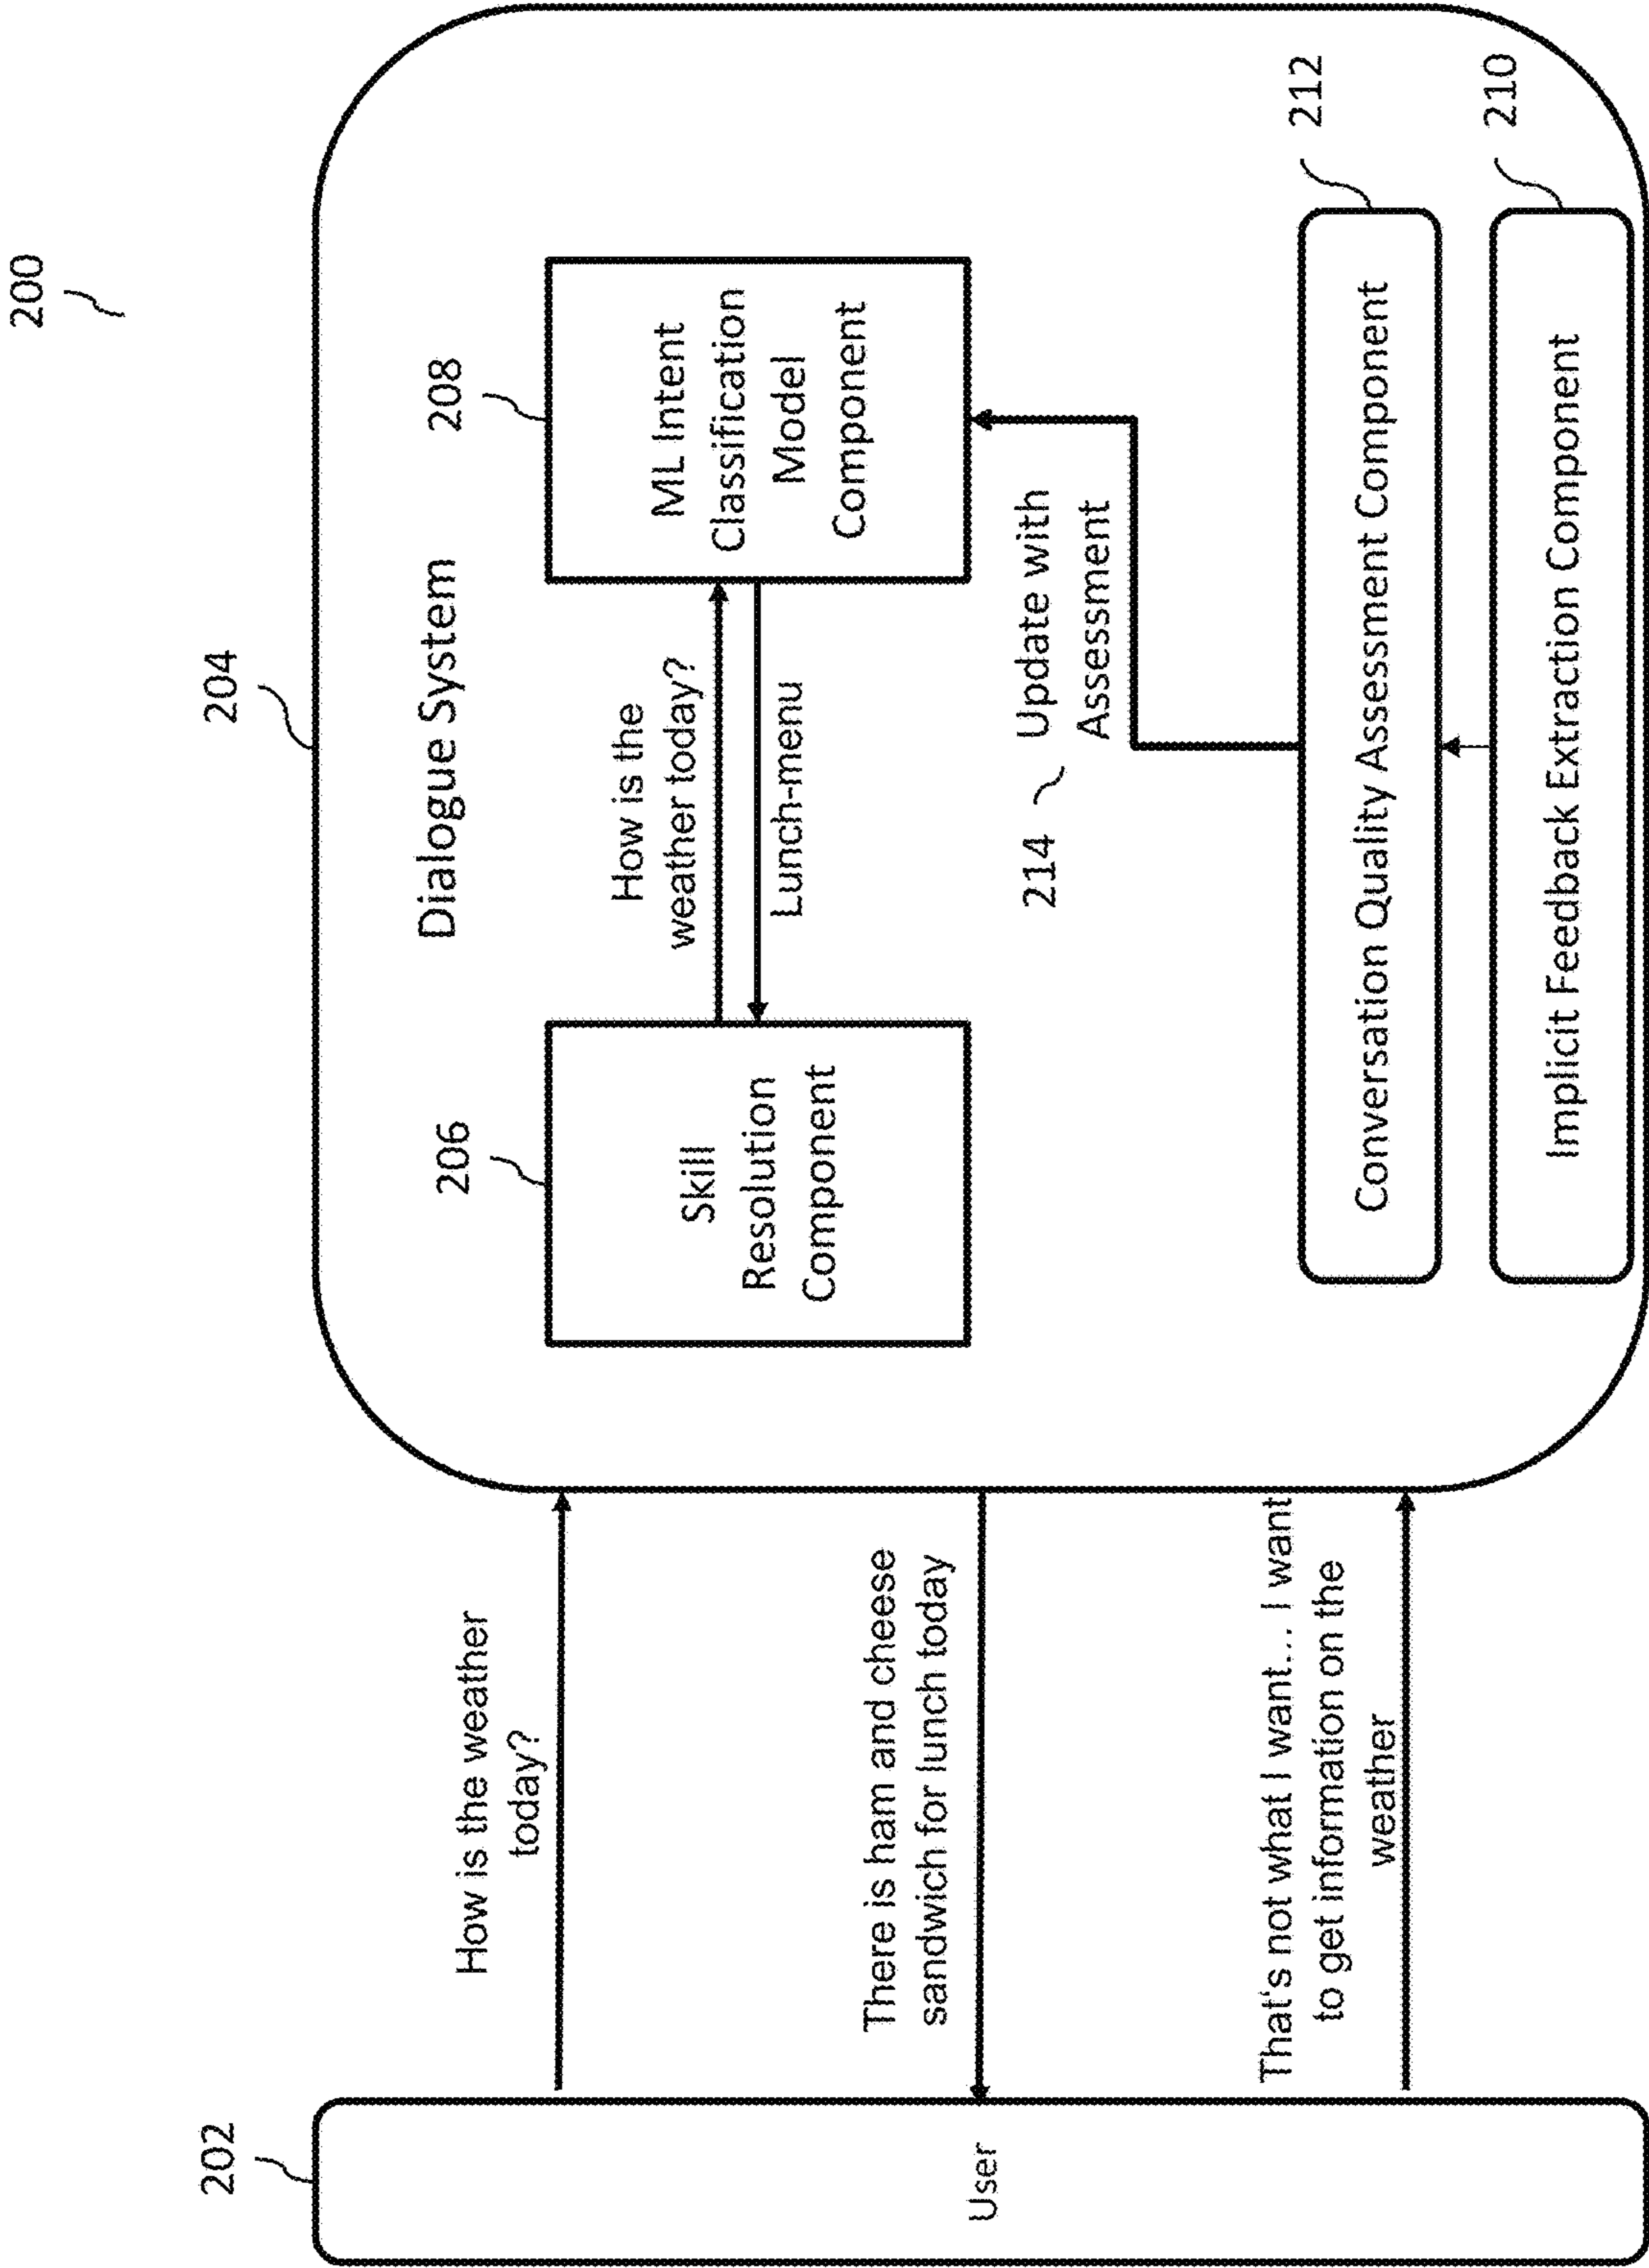 200
202
204
User
How is the weather
today?
There is ham and cheese
sandwich for lunch today
That's not what I want... I want
to get information on the
weather
Dialogue System
206
Skill
Resolution
Component
How is the
weather today?
Lunch-menu
208
ML Intent
Classification
Model
Component
214
Update with
Assessment
Conversation Quality Assessment Component
212
Implicit Feedback Extraction Component
210